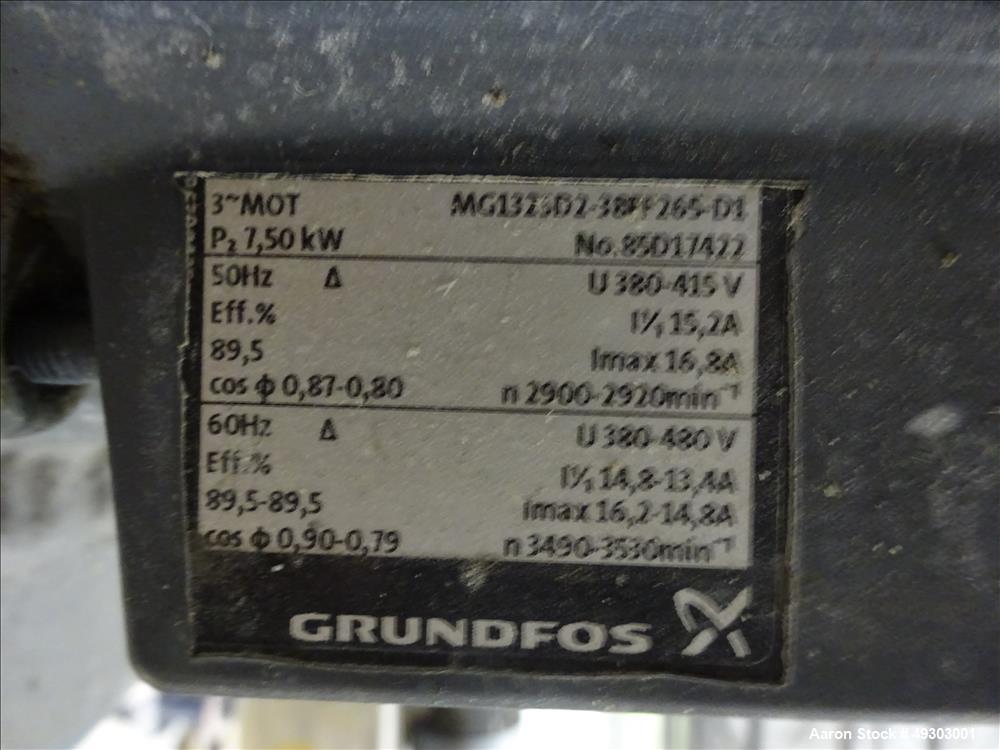 3~MOT MG132SD2-38FF265-D1
P₂ 7,50 kW No.85D17422
50Hz Δ U 380-415 V
Eff.% I¹/₁ 15,2A
89,5 Imax 16,8A
cos ϕ 0,87-0,80 n 2900-2920min⁻¹
60Hz Δ U 380-480 V
Eff.% I¹/₁ 14,8-13,4A
89,5-89,5 Imax 16,2-14,8A
cos ϕ 0,90-0,79 n 3490-3530min⁻¹
GRUNDFOS
Aaron Stock # 49303001